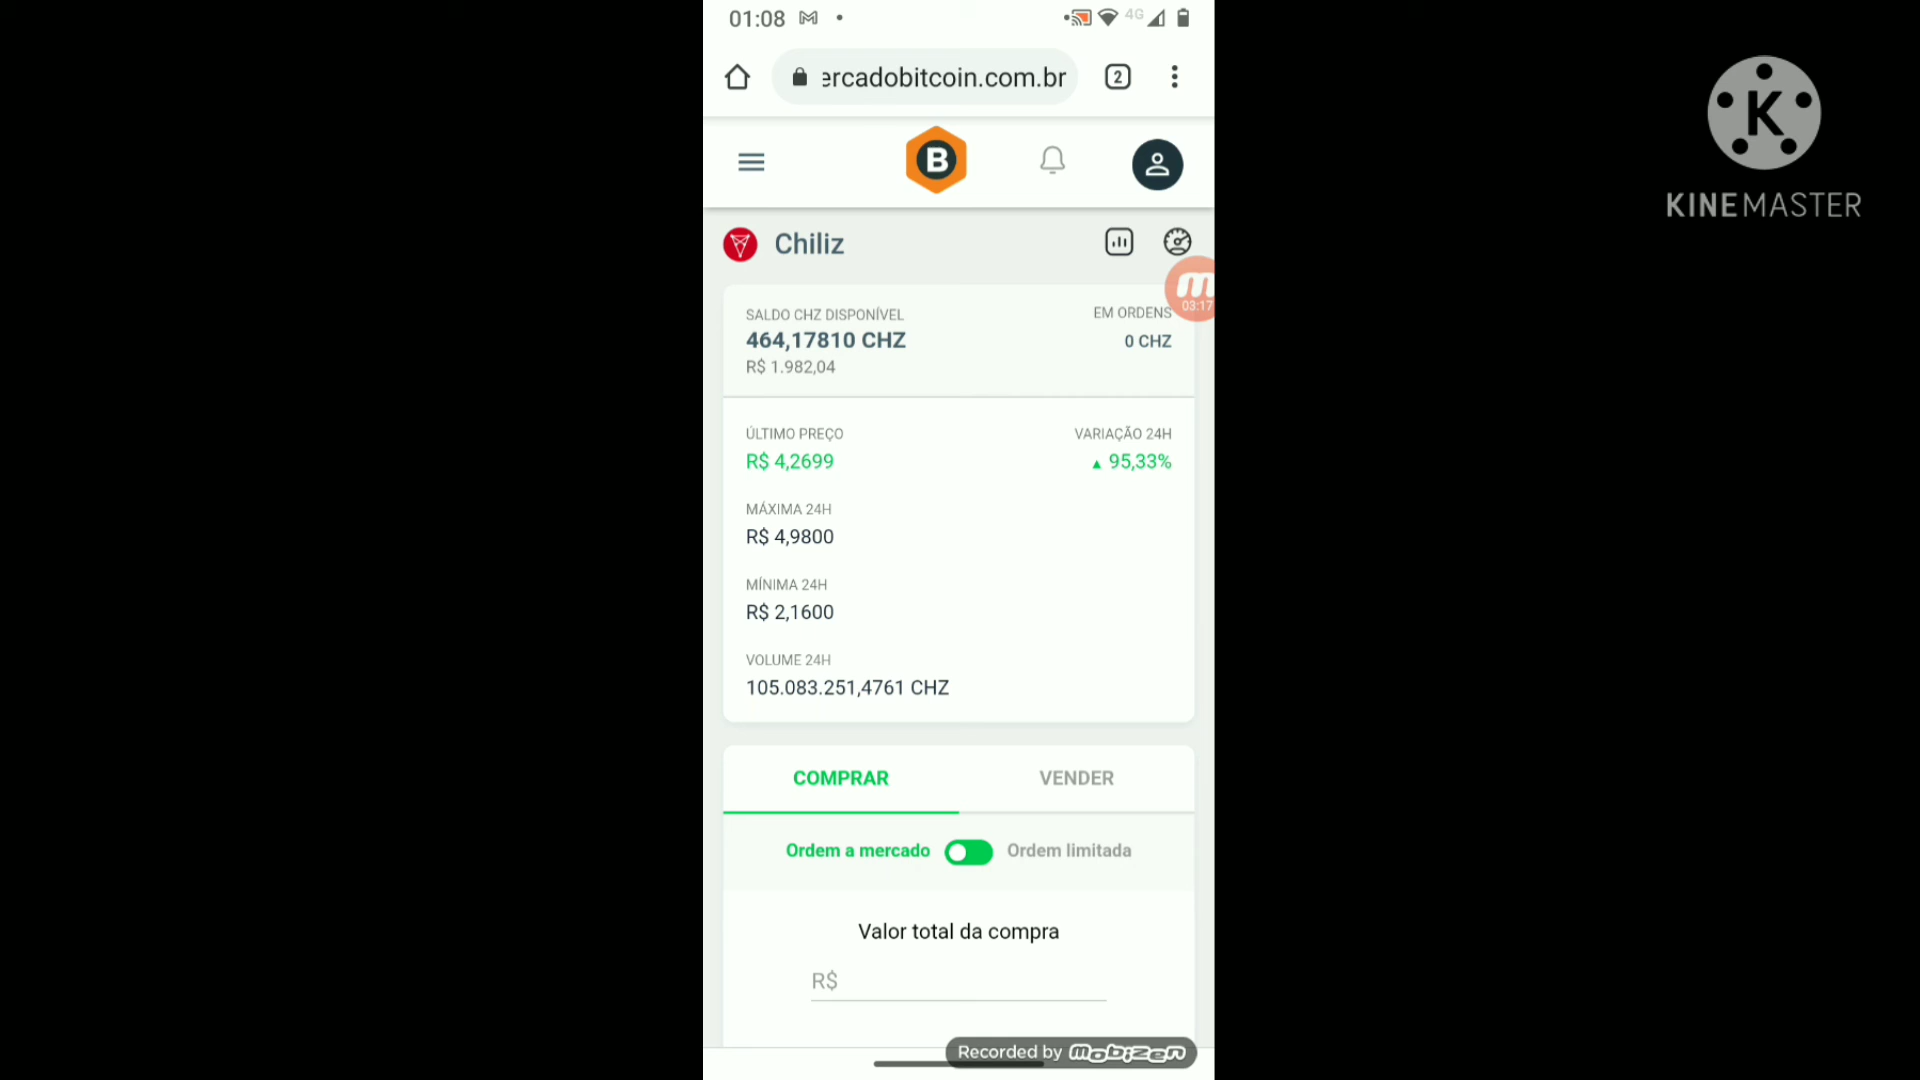 01:08
4G
ercadobitcoin.com.br
2
B
K
KINEMASTER
Chiliz
m
03:17
SALDO CHZ DISPONÍVEL
EM ORDENS
464,17810 CHZ
0 CHZ
R$ 1.982,04
ÚLTIMO PREÇO
VARIAÇÃO 24H
R$ 4,2699
▲ 95,33%
MÁXIMA 24H
R$ 4,9800
MÍNIMA 24H
R$ 2,1600
VOLUME 24H
105.083.251,4761 CHZ
COMPRAR
VENDER
Ordem a mercado
Ordem limitada
Valor total da compra
R$
Recorded by mobizen